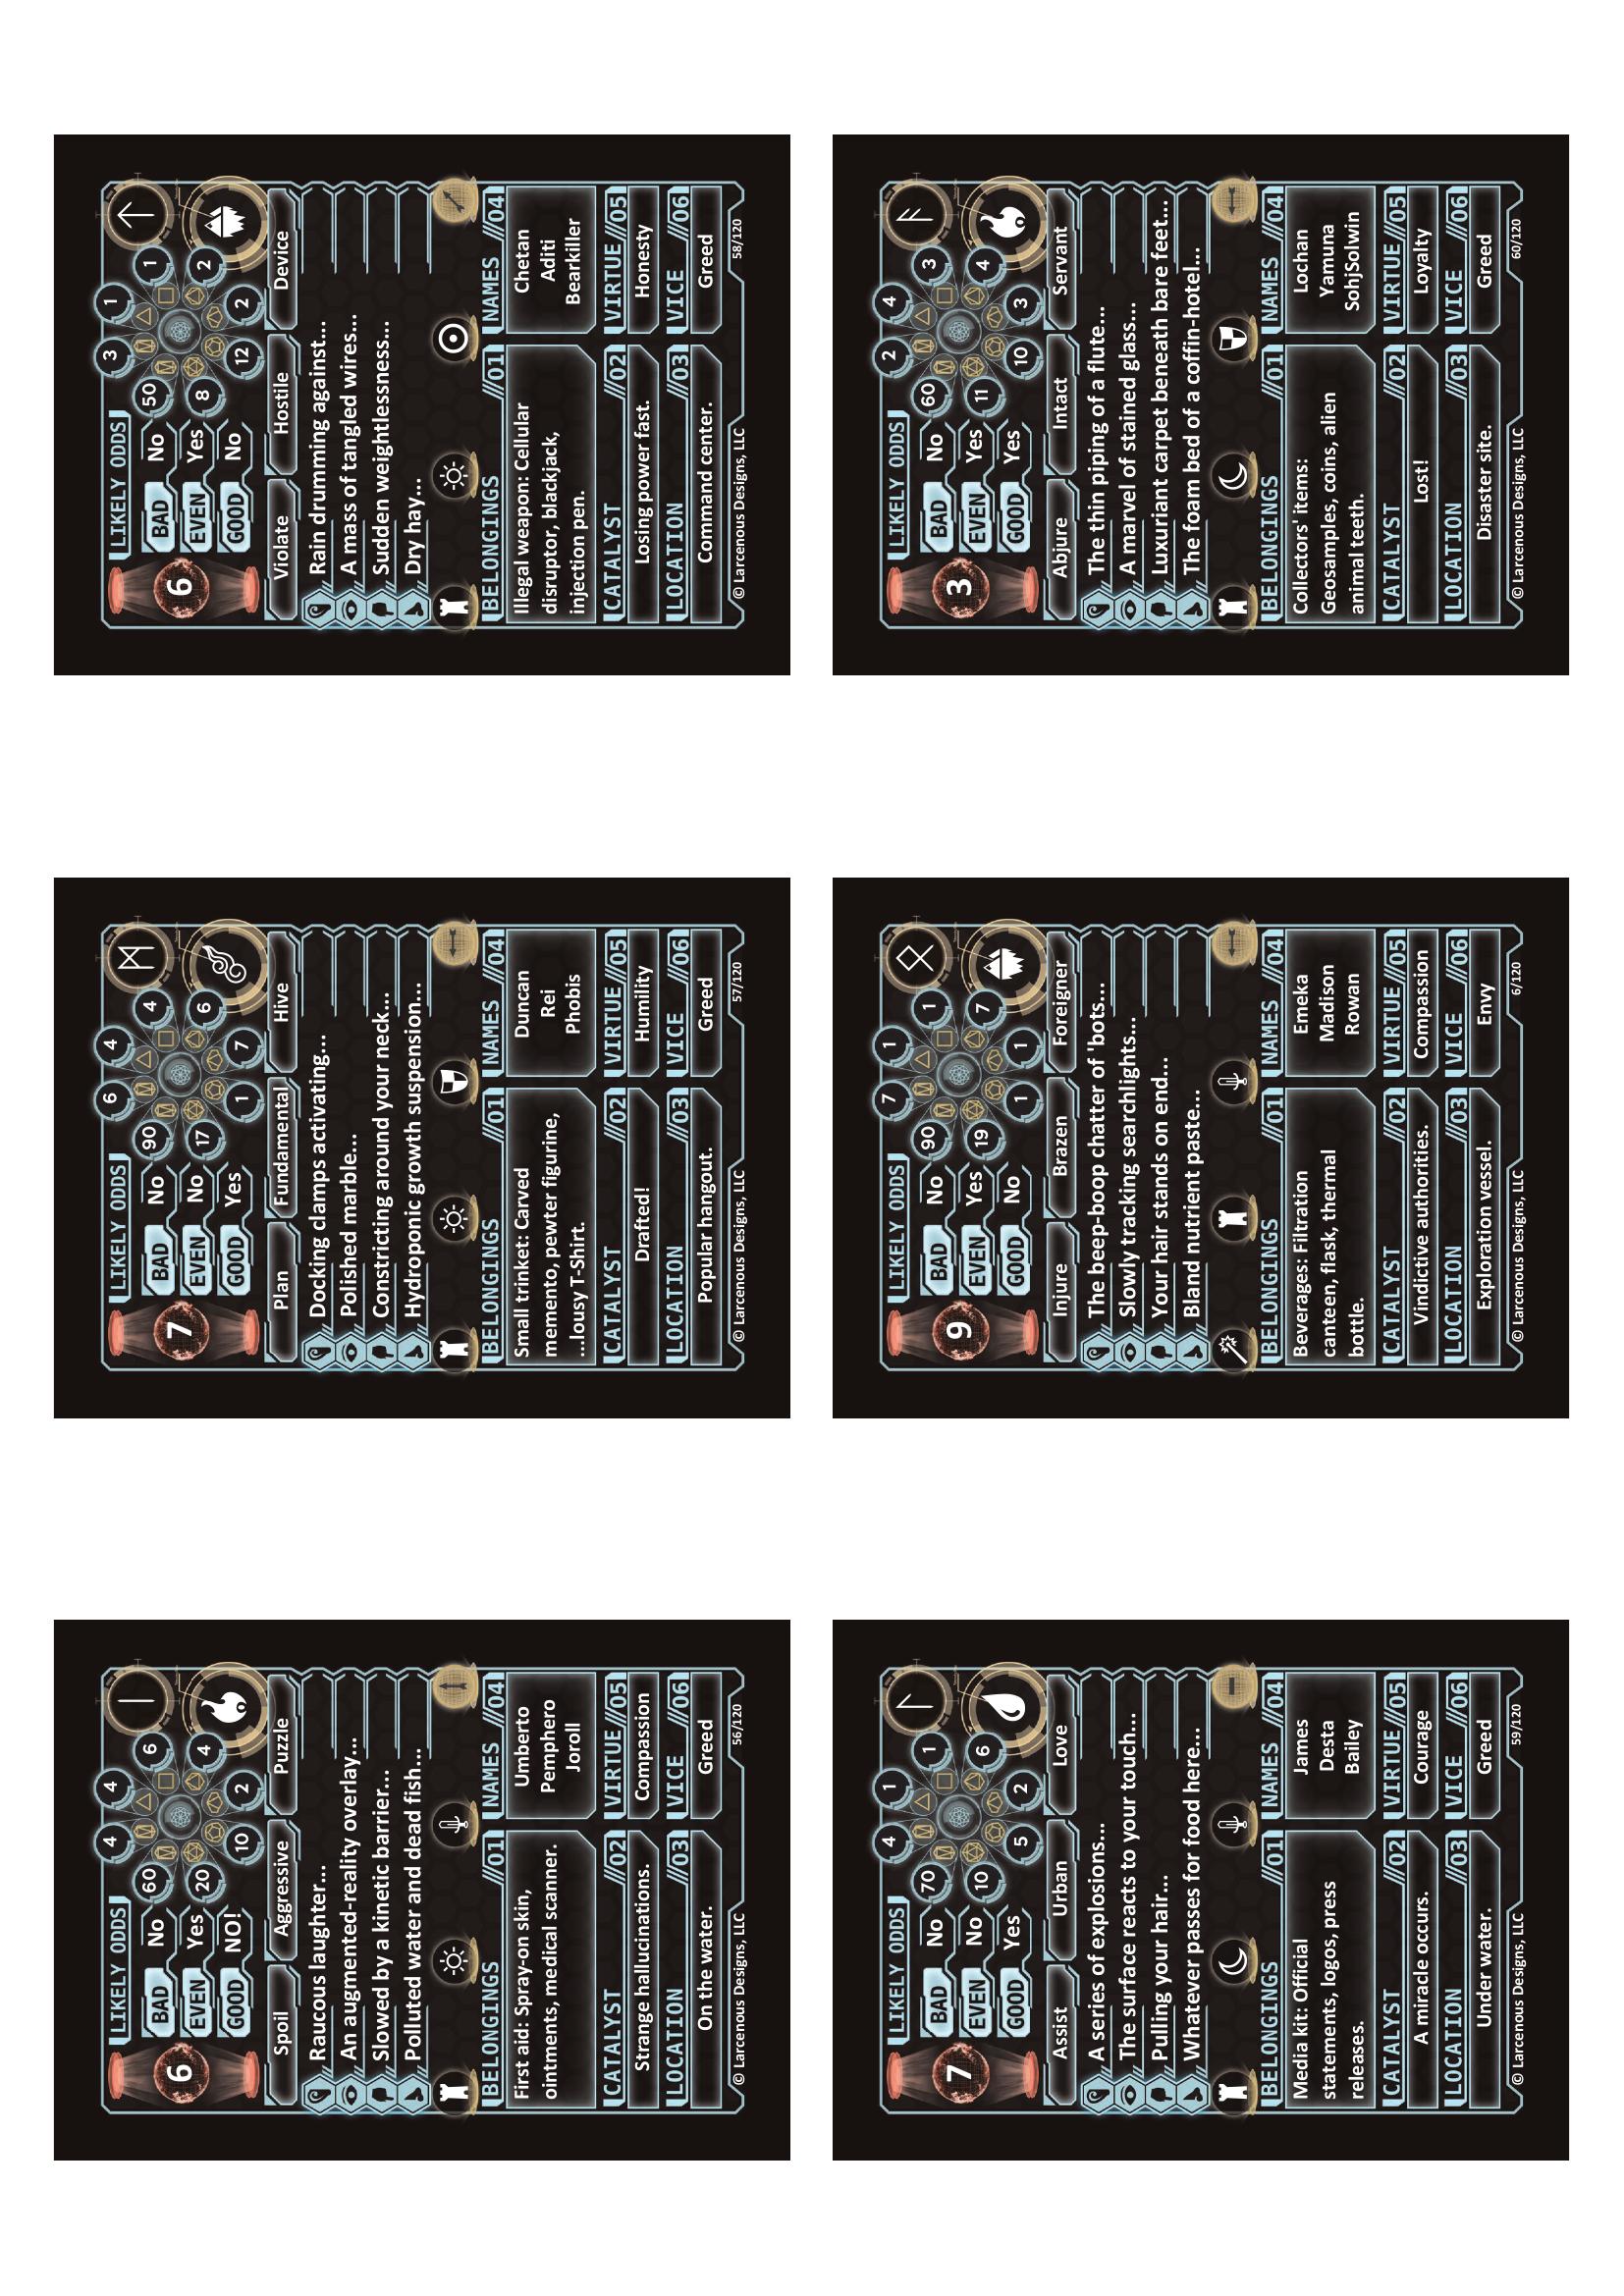 LIKELY ODDS
4 4
6
BAD No
60 6
EVEN Yes
20 4
GOOD NO!
10 2
Spoil Aggressive Puzzle
Raucous laughter...
An augmented-reality overlay...
Slowed by a kinetic barrier...
Polluted water and dead fish...
BELONGINGS //01
First aid: Spray-on skin,
ointments, medical scanner.
CATALYST //02
Strange hallucinations.
LOCATION //03
On the water.
NAMES //04
Umberto
Pemphero
Joroll
VIRTUE //05
Compassion
VICE //06
Greed
© Larcenous Designs, LLC
56/120
LIKELY ODDS
6 4
7
BAD No
90 4
EVEN No
17 6
GOOD Yes
1 7
Plan Fundamental Hive
Docking clamps activating...
Polished marble...
Constricting around your neck...
Hydroponic growth suspension...
BELONGINGS //01
Small trinket: Carved
memento, pewter figurine,
...lousy T-Shirt.
CATALYST //02
Drafted!
LOCATION //03
Popular hangout.
NAMES //04
Duncan
Rei
Phobis
VIRTUE //05
Humility
VICE //06
Greed
© Larcenous Designs, LLC
57/120
LIKELY ODDS
3 1
6
BAD No
50 1
EVEN Yes
8 2
GOOD No
12 2
Violate Hostile Device
Rain drumming against...
A mass of tangled wires...
Sudden weightlessness...
Dry hay...
BELONGINGS //01
Illegal weapon: Cellular
disruptor, blackjack,
injection pen.
CATALYST //02
Losing power fast.
LOCATION //03
Command center.
NAMES //04
Chetan
Aditi
Bearkiller
VIRTUE //05
Honesty
VICE //06
Greed
© Larcenous Designs, LLC
58/120
LIKELY ODDS
4 1
7
BAD No
70 1
EVEN No
10 6
GOOD Yes
5 2
Assist Urban Love
A series of explosions...
The surface reacts to your touch...
Pulling your hair...
Whatever passes for food here...
BELONGINGS //01
Media kit: Official
statements, logos, press
releases.
CATALYST //02
A miracle occurs.
LOCATION //03
Under water.
NAMES //04
James
Desta
Bailey
VIRTUE //05
Courage
VICE //06
Greed
© Larcenous Designs, LLC
59/120
LIKELY ODDS
7 1
9
BAD No
90 1
EVEN Yes
19 7
GOOD No
1 1
Injure Brazen Foreigner
The beep-boop chatter of 'bots...
Slowly tracking searchlights...
Your hair stands on end...
Bland nutrient paste...
BELONGINGS //01
Beverages: Filtration
canteen, flask, thermal
bottle.
CATALYST //02
Vindictive authorities.
LOCATION //03
Exploration vessel.
NAMES //04
Emeka
Madison
Rowan
VIRTUE //05
Compassion
VICE //06
Envy
© Larcenous Designs, LLC
6/120
LIKELY ODDS
2 4
3
BAD No
60 3
EVEN Yes
11 4
GOOD Yes
10 3
Abjure Intact Servant
The thin piping of a flute...
A marvel of stained glass...
Luxuriant carpet beneath bare feet...
The foam bed of a coffin-hotel...
BELONGINGS //01
Collectors' items:
Geosamples, coins, alien
animal teeth.
CATALYST //02
Lost!
LOCATION //03
Disaster site.
NAMES //04
Lochan
Yamuna
SohjSolwin
VIRTUE //05
Loyalty
VICE //06
Greed
© Larcenous Designs, LLC
60/120